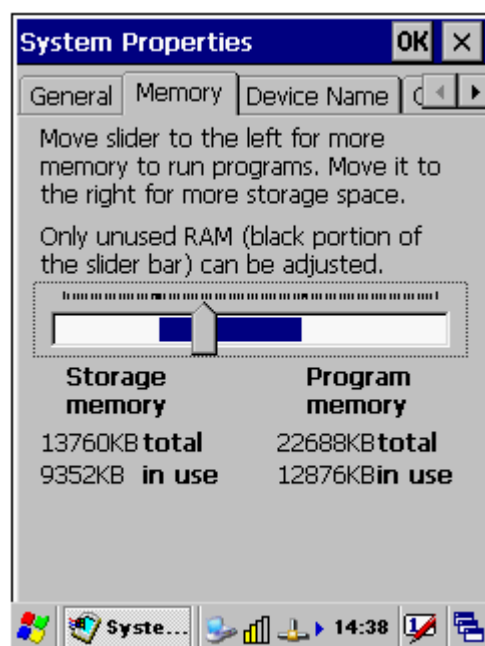 System Properties OK ×
General Memory Device Name
Move slider to the left for more
memory to run programs. Move it to
the right for more storage space.
Only unused RAM (black portion of
the slider bar) can be adjusted.
Storage memory
Program memory
13760KB total
22688KB total
9352KB in use
12876KB in use
Syste... 14:38